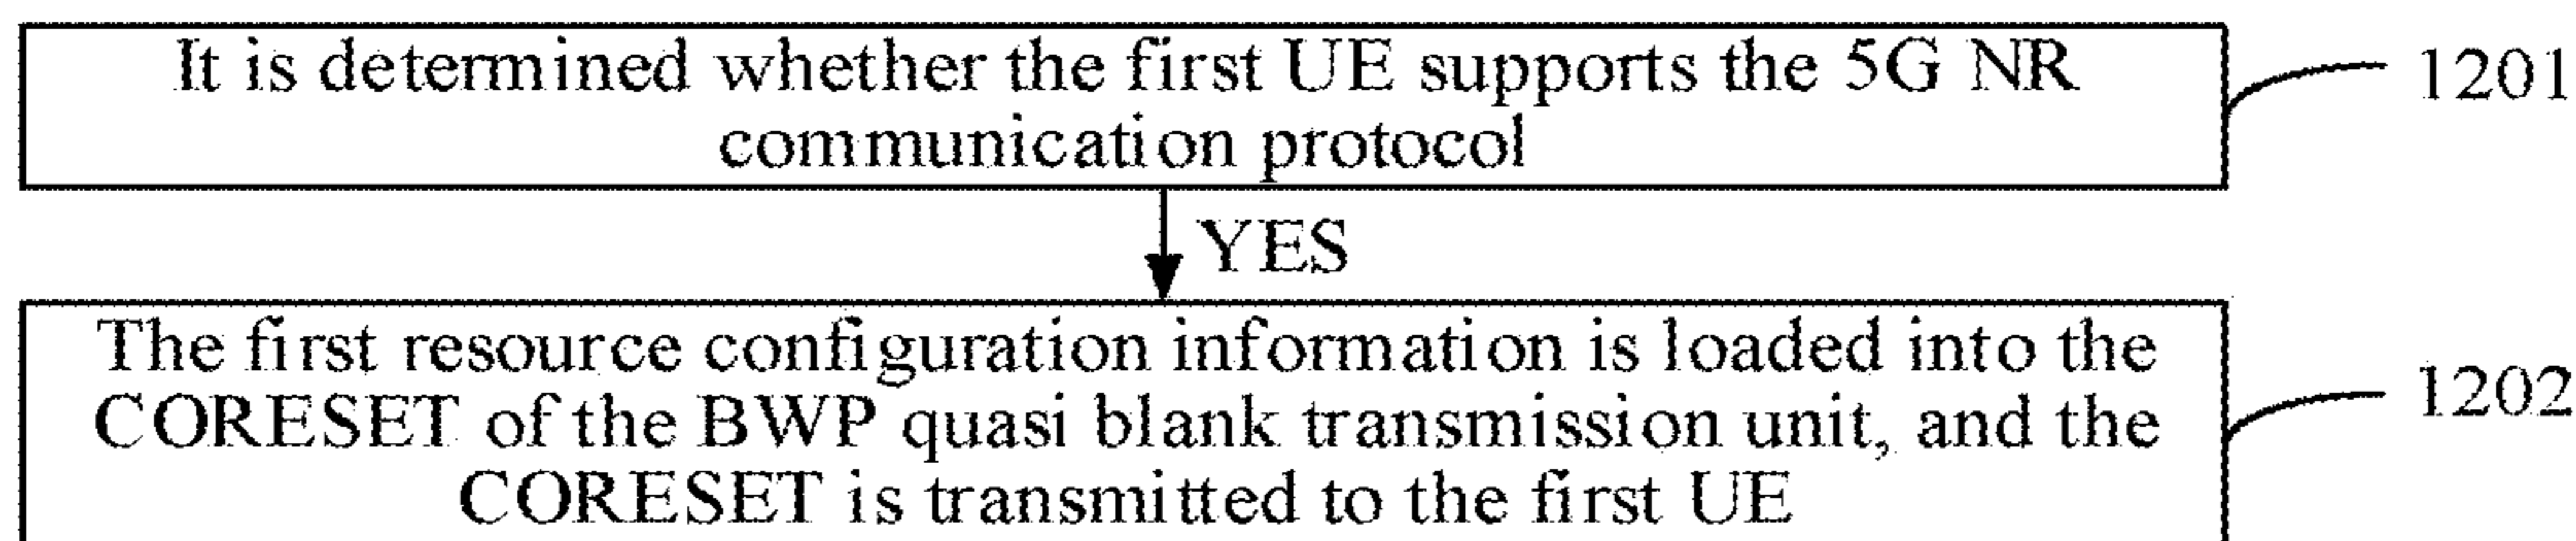 It is determined whether the first UE supports the 5G NR
communication protocol
1201
YES
The first resource configuration information is loaded into the
CORESET of the BWP quasi blank transmission unit, and the
CORESET is transmitted to the first UE
1202